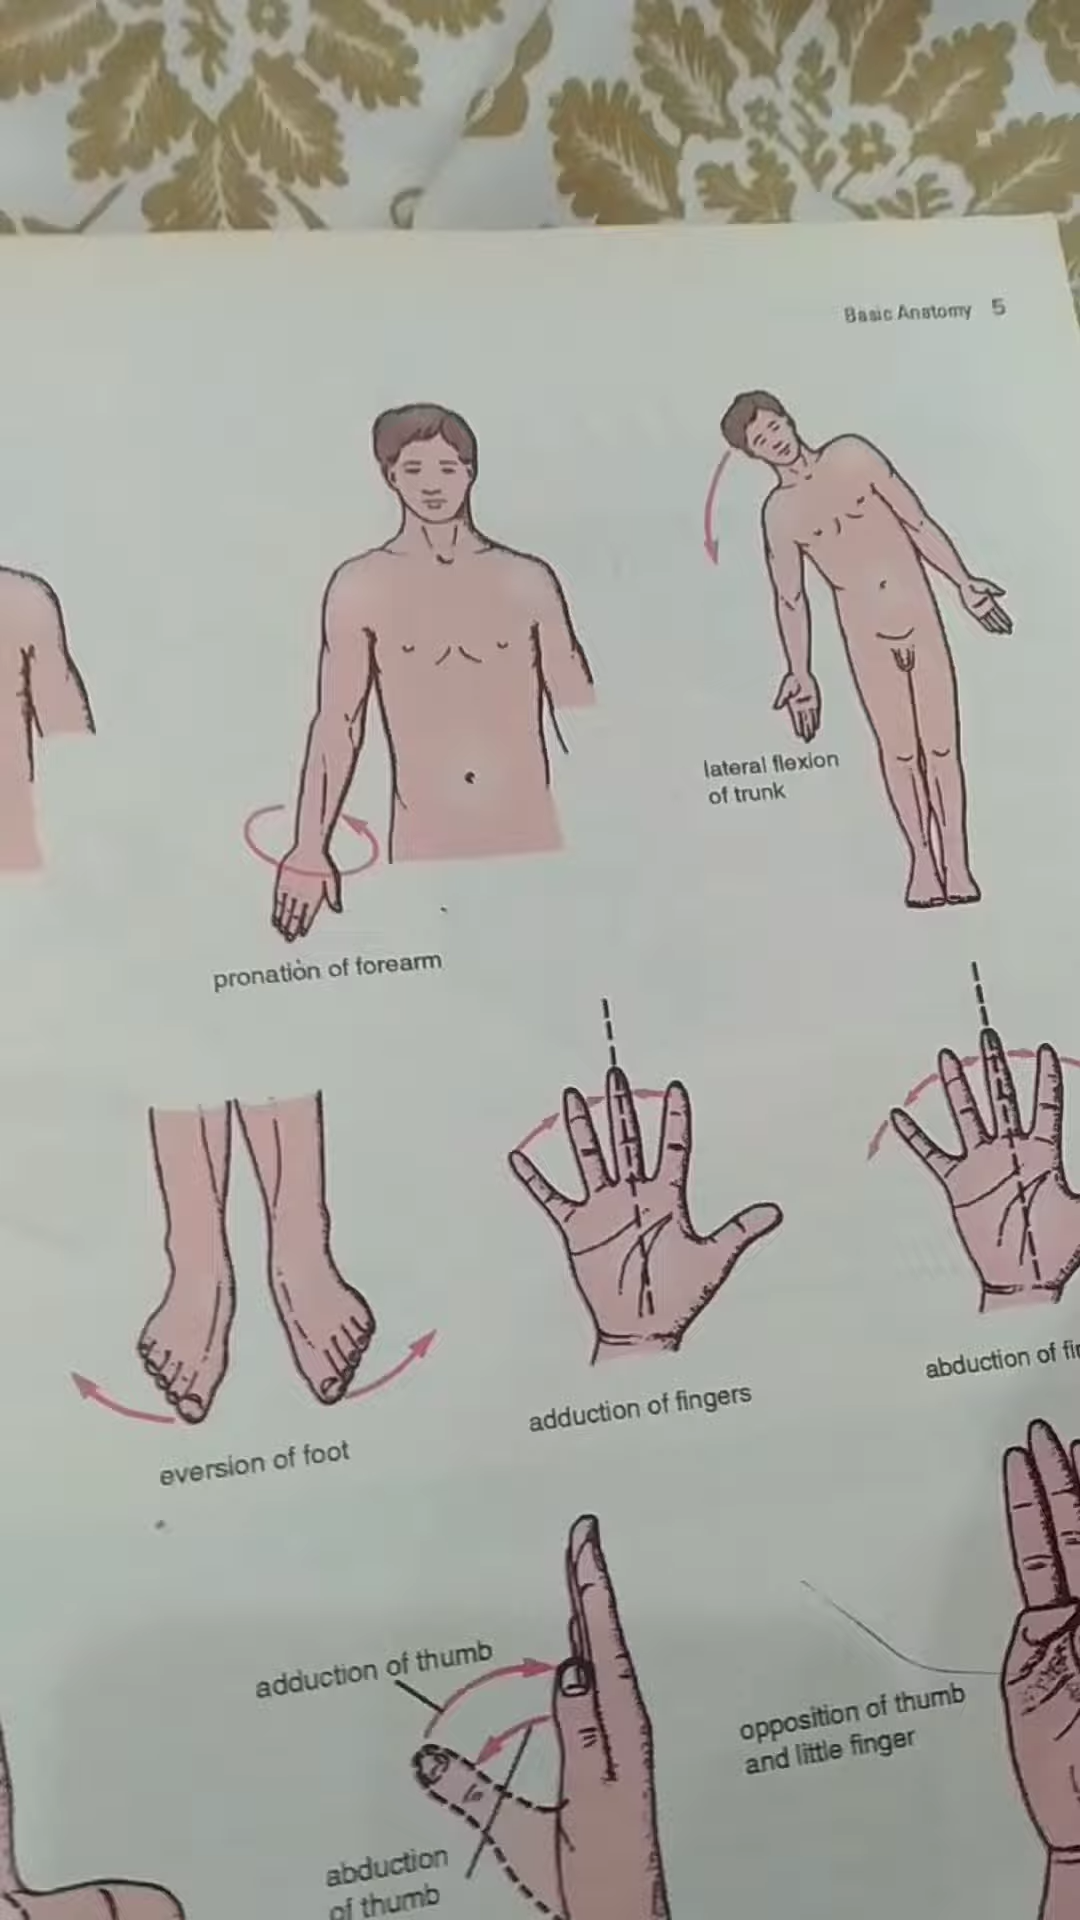 Basic Anatomy 5
lateral flexion
of trunk
pronation of forearm
abduction of
adduction of fingers
eversion of foot
adduction of thumb
opposition of thumb
and little finger
abduction
of thumb